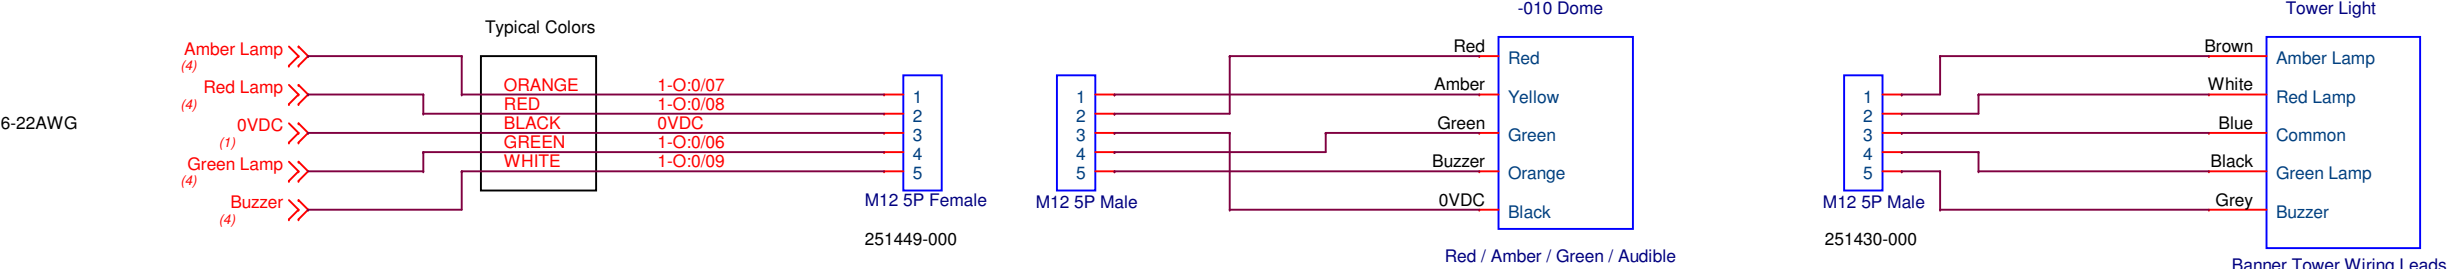 6-22AWG
Typical Colors
Amber Lamp
(4)
Red Lamp
(4)
0VDC
(1)
Green Lamp
(4)
Buzzer
(4)
ORANGE 1-O:0/07
RED 1-O:0/08
BLACK 0VDC
GREEN 1-O:0/06
WHITE 1-O:0/09
1
2
3
4
5
M12 5P Female
251449-000
1
2
3
4
5
M12 5P Male
-010 Dome
Red Red
Amber Yellow
Green Green
Buzzer Orange
0VDC Black
Red / Amber / Green / Audible
1
2
3
4
5
M12 5P Male
251430-000
Tower Light
Brown Amber Lamp
White Red Lamp
Blue Common
Black Green Lamp
Grey Buzzer
Banner Tower Wiring Leads